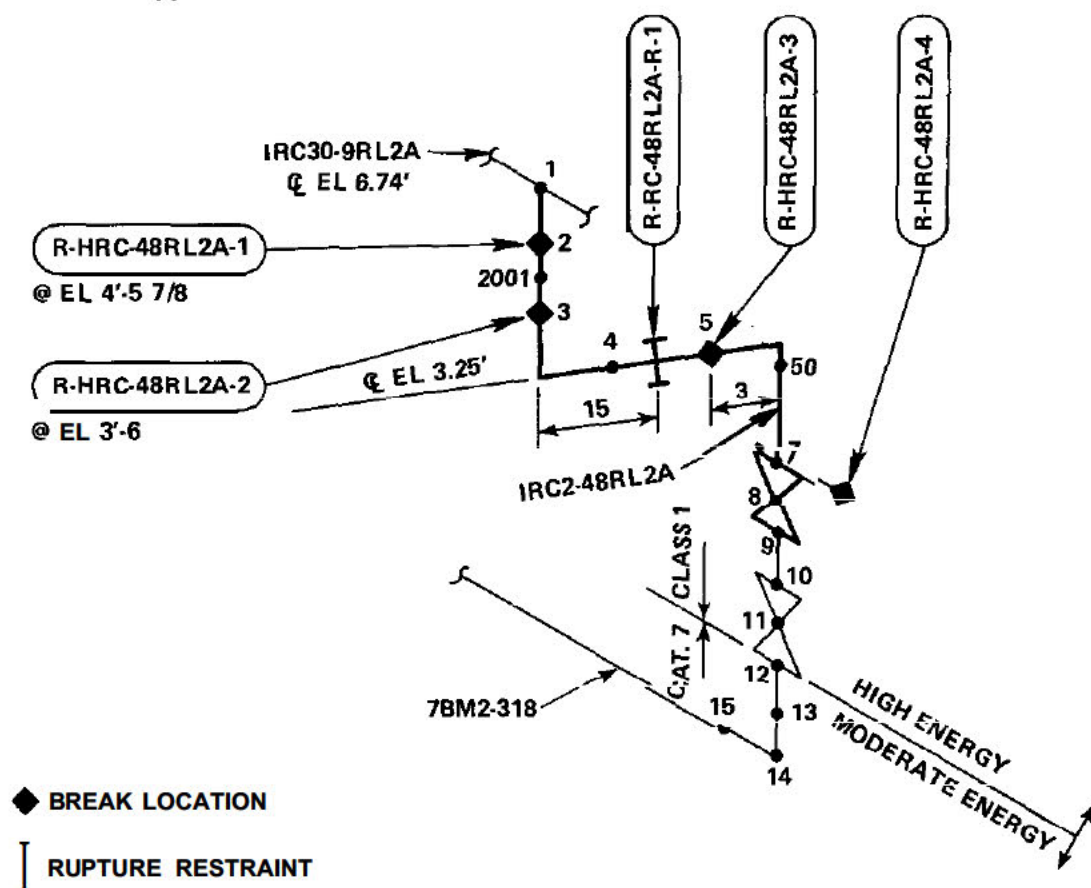 R-RC-48RL2A-R-1
R-HRC-48RL2A-3
R-HRC-48RL2A-4
IRC30-9RL2A
℄ EL 6.74'
1
R-HRC-48RL2A-1
2
@ EL 4'-5 7/8
2001
3
5
4
R-HRC-48RL2A-2
℄ EL 3.25'
50
@ EL 3'-6
15
3
7
IRC2-48RL2A
8
9
CLASS 1
10
11
CAT. 7
12
HIGH ENERGY
7BM2-318
15
13
MODERATE ENERGY
14
BREAK LOCATION
RUPTURE RESTRAINT